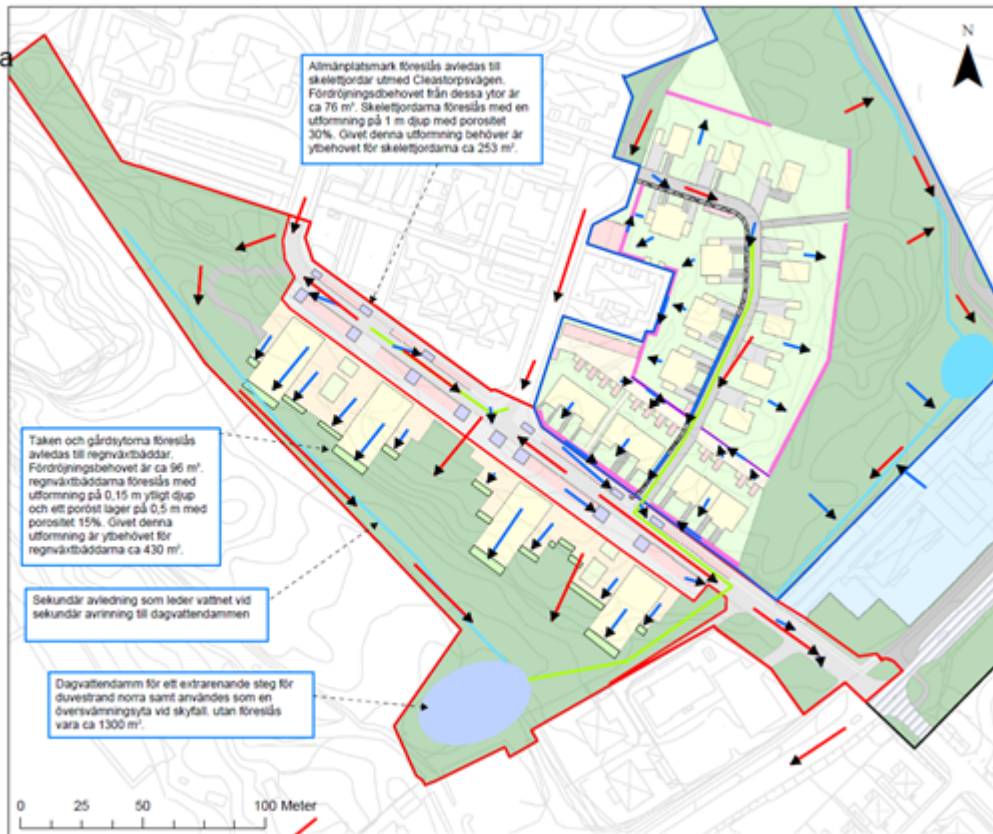 a
N
Allmänplatsmark föreslås avledas till
skelettjordar utmed Cleastorpsvägen.
Fördröjningsdbehovet från dessa ytor är
ca 76 m³. Skelettjordarna föreslås med en
utformning på 1 m djup med porositet
30%. Givet denna utformning behöver är
ytbehovet för skelettjordarna ca 253 m².
Taken och gårdsytorna föreslås
avledas till regnväxtbäddar.
Fördröjningsbehovet är ca 96 m³.
regnväxtbäddarna föreslås med
utformning på 0,15 m ytligt djup
och ett poröst lager på 0,5 m med
porositet 15%. Givet denna
utformning är ytbehovet för
regnväxtbäddarna ca 430 m².
Sekundär avledning som leder vattnet vid
sekundär avrinning till dagvattendammen
Dagvattendamm för ett extrarenande steg för
duvestrand norra samt användes som en
översvämningsyta vid skyfall. utan föreslås
vara ca 1300 m².
0 25 50 100 Meter